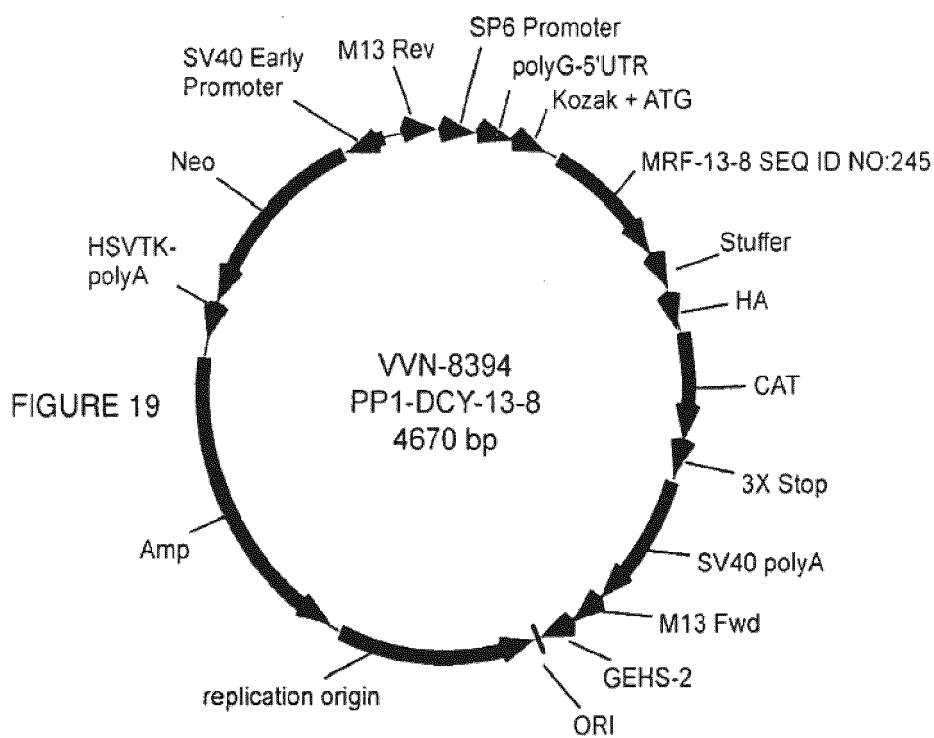 SP6 Promoter
M13 Rev
SV40 Early
Promoter
polyG-5'UTR
Kozak + ATG
Neo
MRF-13-8 SEQ ID NO:245
HSVTK-
polyA
Stuffer
HA
VVN-8394
PP1-DCY-13-8
4670 bp
FIGURE 19
CAT
3X Stop
Amp
SV40 polyA
M13 Fwd
GEHS-2
replication origin
ORI